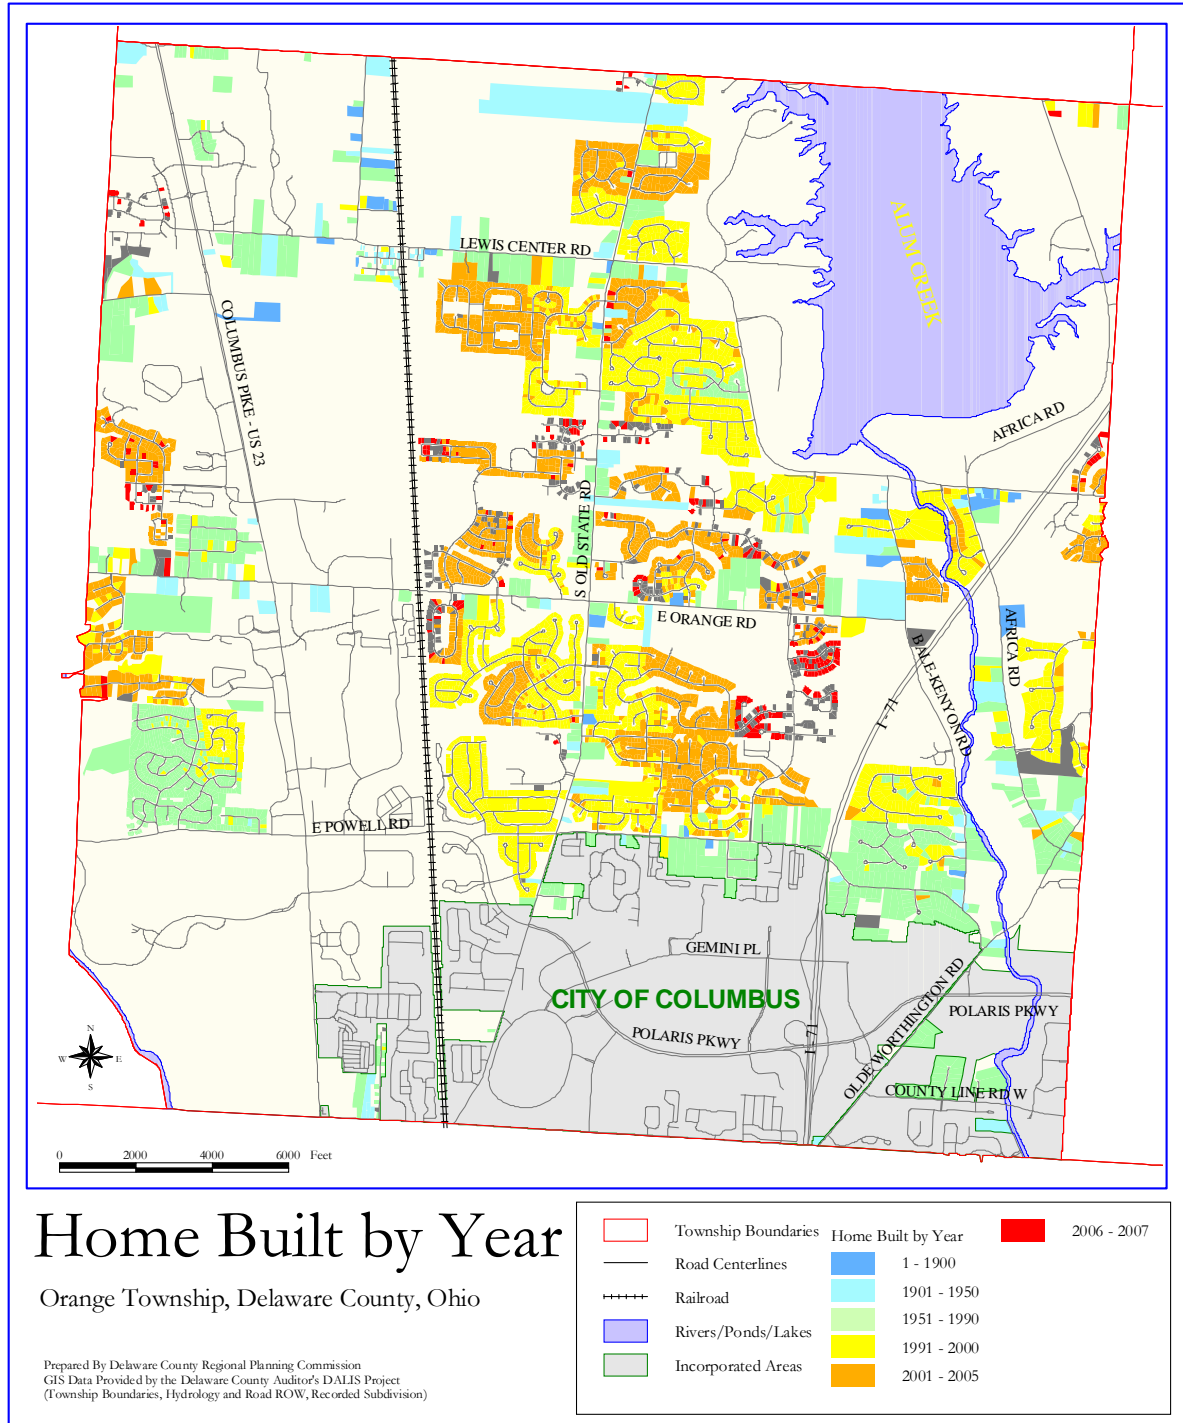 ALUM CREEK
LEWIS CENTER RD
COLUMBUS PIKE - US 23
AFRICA RD
S OLD STATE RD
E ORANGE RD
AFRICA RD
BALE-KENYON RD
I - 71
E POWELL RD
GEMINI PL
CITY OF COLUMBUS
OLDE WORTHINGTON RD
POLARIS PKWY
POLARIS PKWY
I - 71
COUNTY LINE RD W
N
W E
S
0 2000 4000 6000 Feet
Home Built by Year
Orange Township, Delaware County, Ohio
Prepared By Delaware County Regional Planning Commission
GIS Data Provided by the Delaware County Auditor's DALIS Project
(Township Boundaries, Hydrology and Road ROW, Recorded Subdivision)
Township Boundaries
Road Centerlines
Railroad
Rivers/Ponds/Lakes
Incorporated Areas
Home Built by Year
1 - 1900
1901 - 1950
1951 - 1990
1991 - 2000
2001 - 2005
2006 - 2007